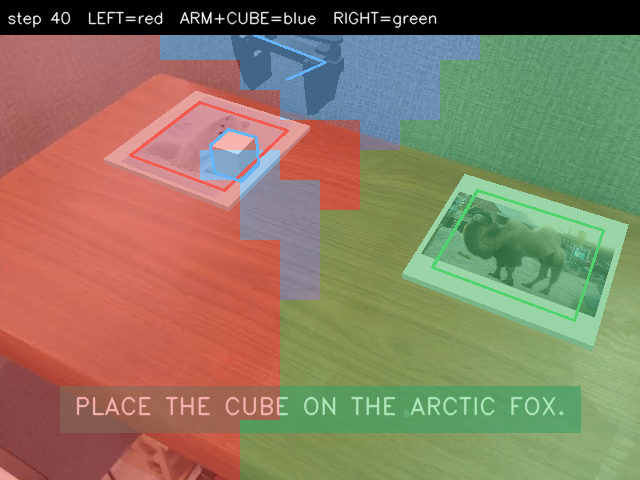 step 40 LEFT=red ARM+CUBE=blue RIGHT=green
PLACE THE CUBE ON THE ARCTIC FOX.